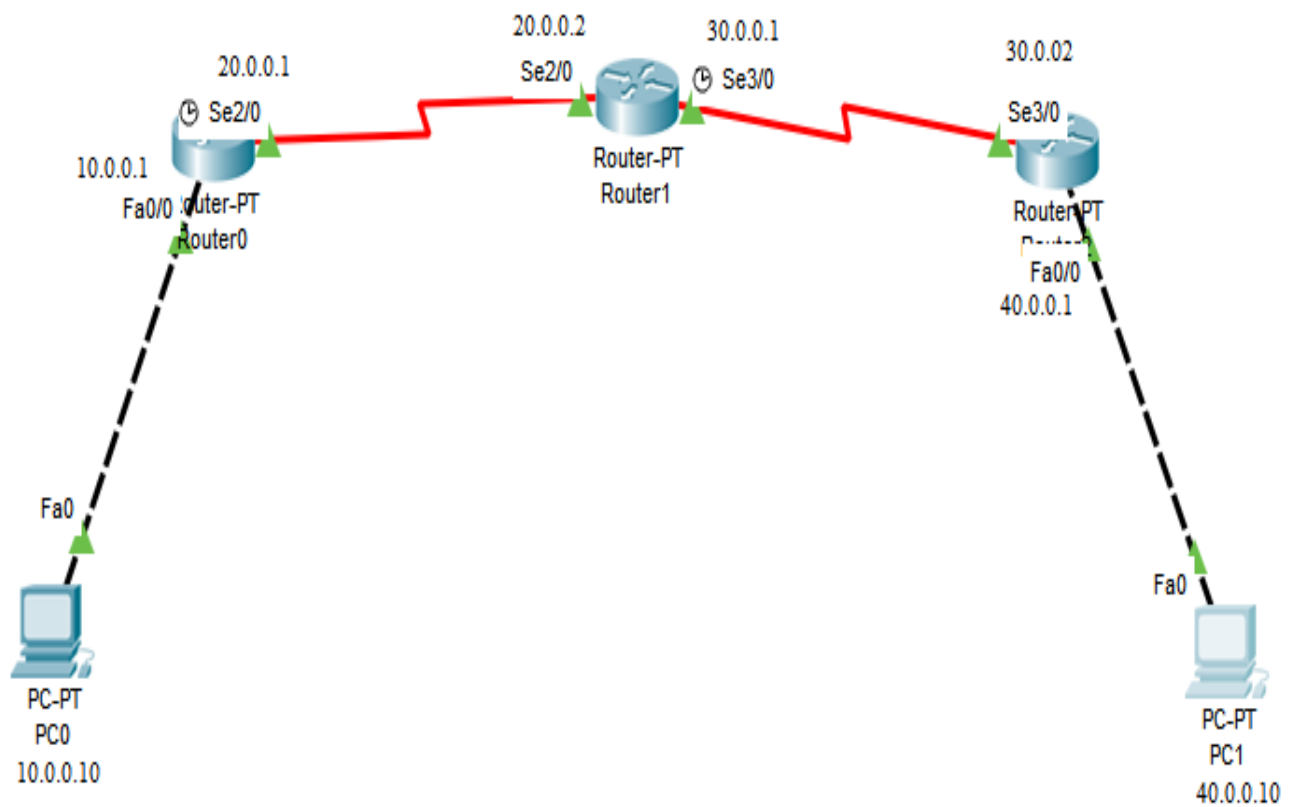 20.0.0.1
Se2/0
10.0.0.1
Fa0/0
outer-PT
Router0
20.0.0.2
Se2/0
30.0.0.1
Se3/0
Router-PT
Router1
30.0.02
Se3/0
Router-PT
Fa0/0
40.0.0.1
Fa0
PC-PT
PC0
10.0.0.10
Fa0
PC-PT
PC1
40.0.0.10